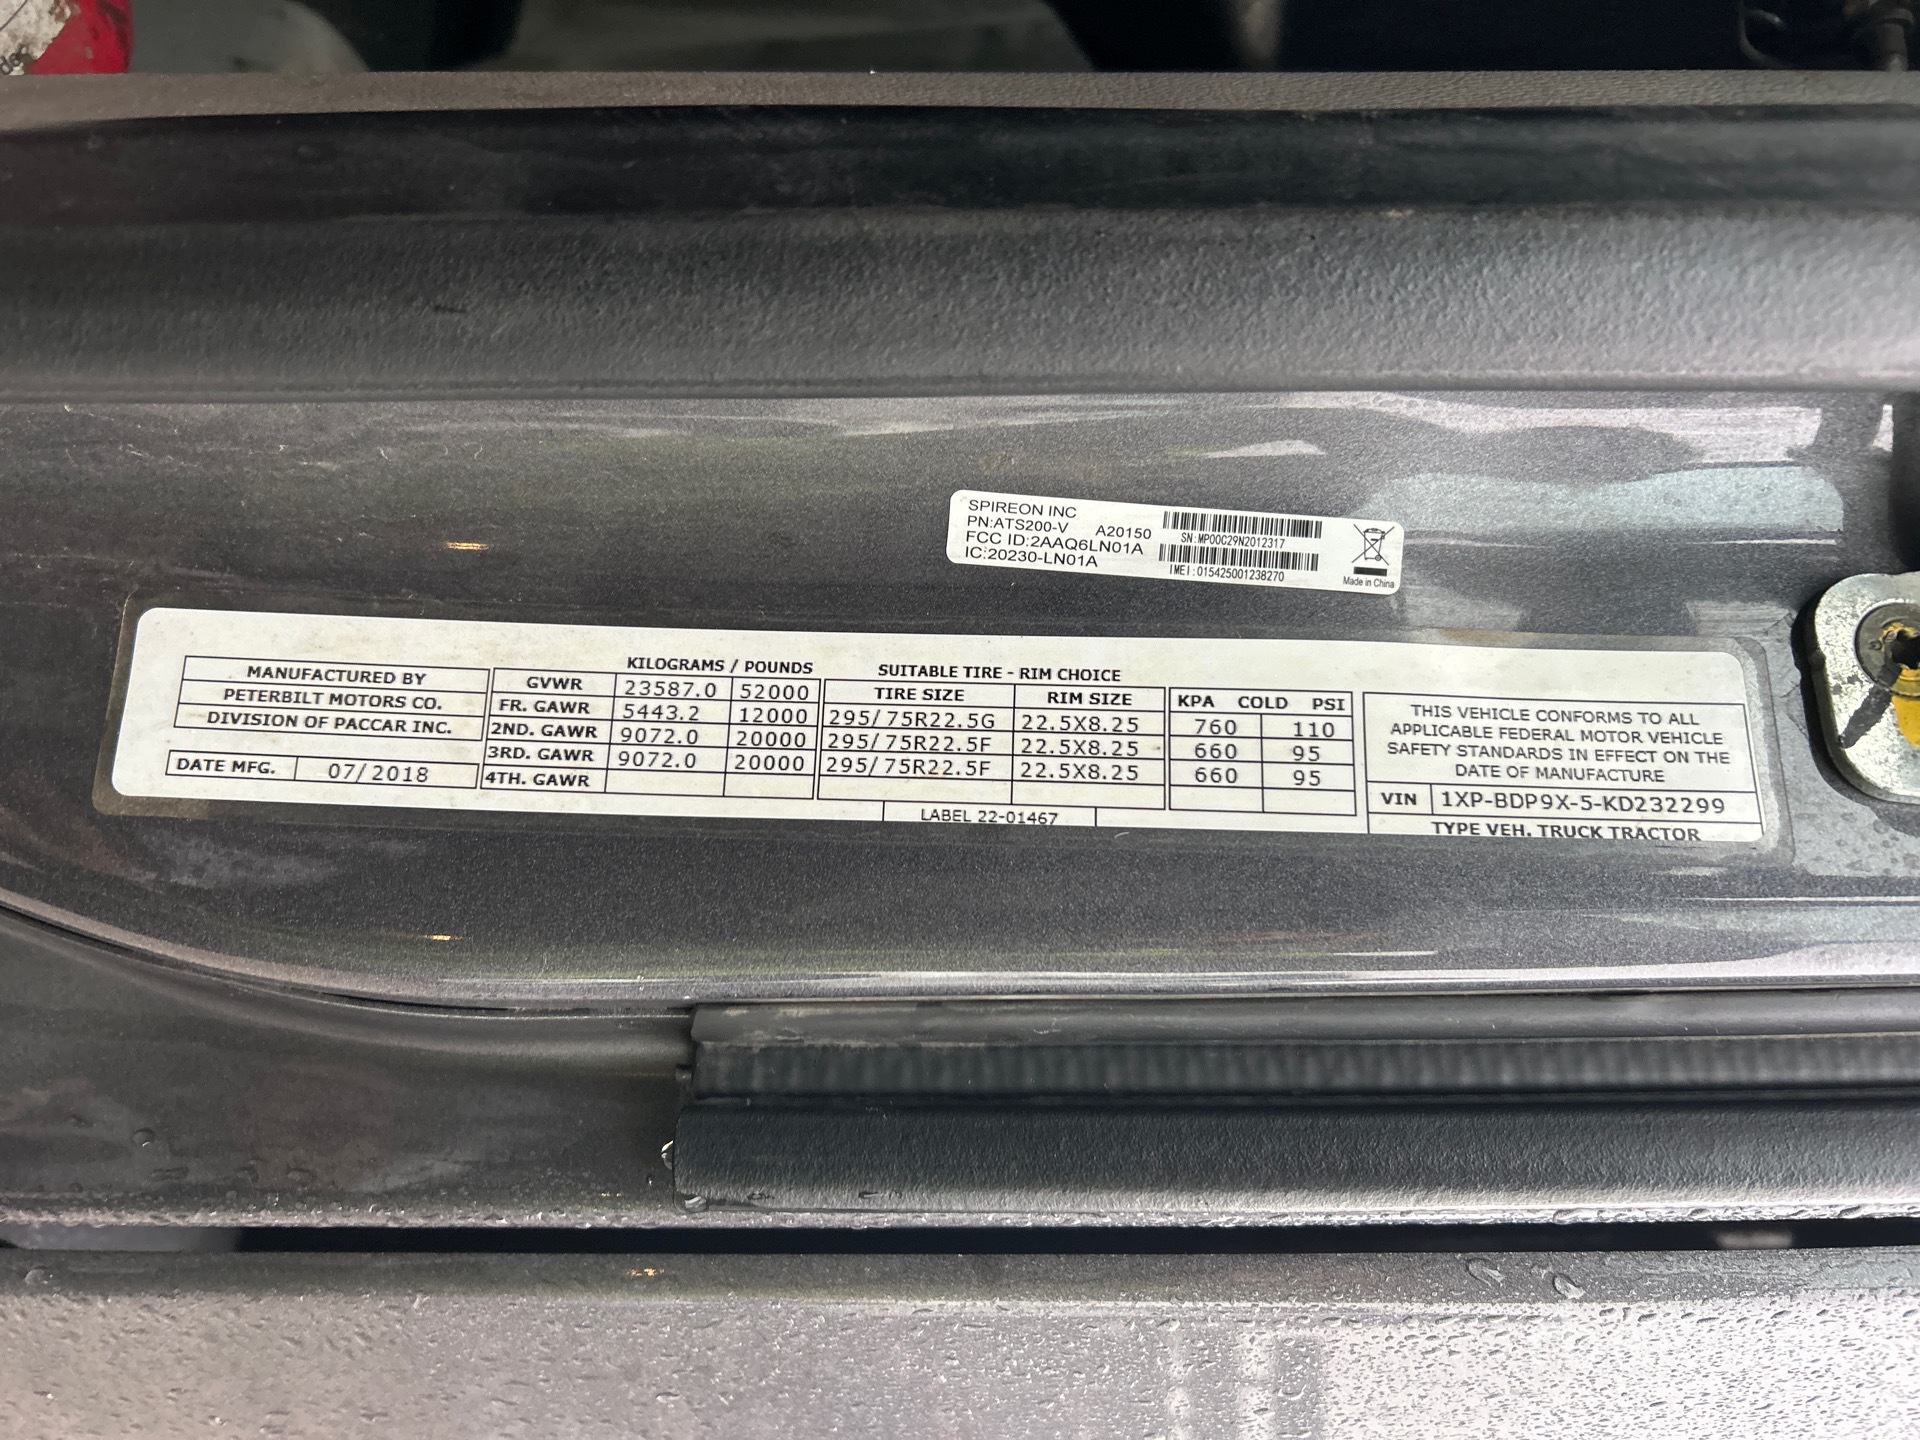 SPIREON INC
PN:ATS200-V A20150
FCC ID:2AAQ6LN01A
IC:20230-LN01A
SN:MP00C29N2012317
IMEI:015425001238270
Made in China
MANUFACTURED BY
PETERBILT MOTORS CO.
DIVISION OF PACCAR INC.
DATE MFG. 07/2018
KILOGRAMS / POUNDS
GVWR 23587.0 52000
FR. GAWR 5443.2 12000
2ND. GAWR 9072.0 20000
3RD. GAWR 9072.0 20000
4TH. GAWR
SUITABLE TIRE - RIM CHOICE
TIRE SIZE RIM SIZE
295/75R22.5G 22.5X8.25
295/75R22.5F 22.5X8.25
295/75R22.5F 22.5X8.25
KPA COLD PSI
760 110
660 95
660 95
LABEL 22-01467
THIS VEHICLE CONFORMS TO ALL
APPLICABLE FEDERAL MOTOR VEHICLE
SAFETY STANDARDS IN EFFECT ON THE
DATE OF MANUFACTURE
VIN 1XP-BDP9X-5-KD232299
TYPE VEH. TRUCK TRACTOR